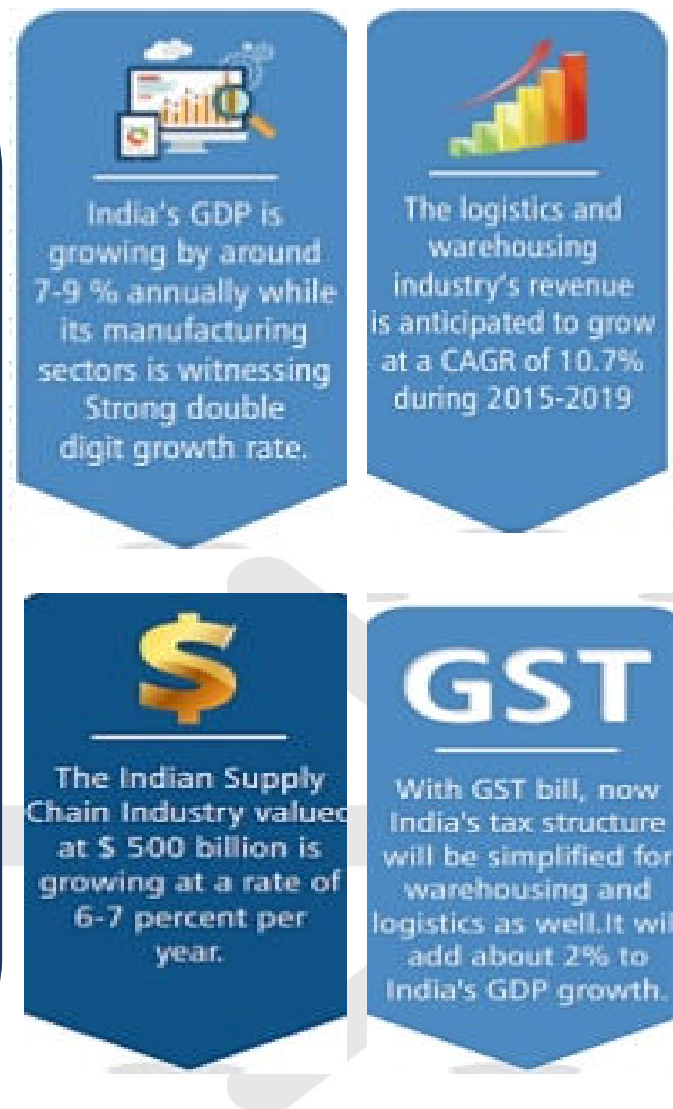 India's GDP is
growing by around
7-9 % annually while
its manufacturing
sectors is witnessing
Strong double
digit growth rate.
The logistics and
warehousing
industry's revenue
is anticipated to grow
at a CAGR of 10.7%
during 2015-2019
$
The Indian Supply
Chain Industry valued
at $ 500 billion is
growing at a rate of
6-7 percent per
year.
GST
With GST bill, now
India's tax structure
will be simplified for
warehousing and
logistics as well.It wil
add about 2% to
India's GDP growth.